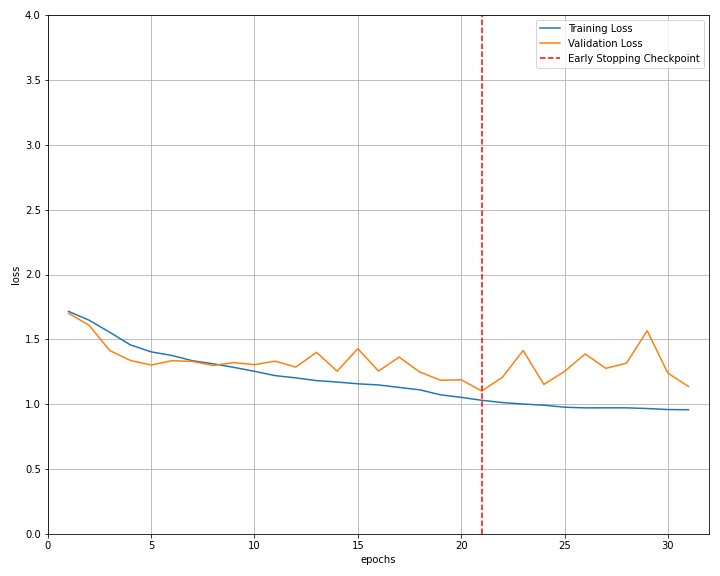 4.0
3.5
3.0
2.5
2.0
1.5
1.0
0.5
0.0
loss
0 5 10 15 20 25 30
epochs
Training Loss
Validation Loss
Early Stopping Checkpoint